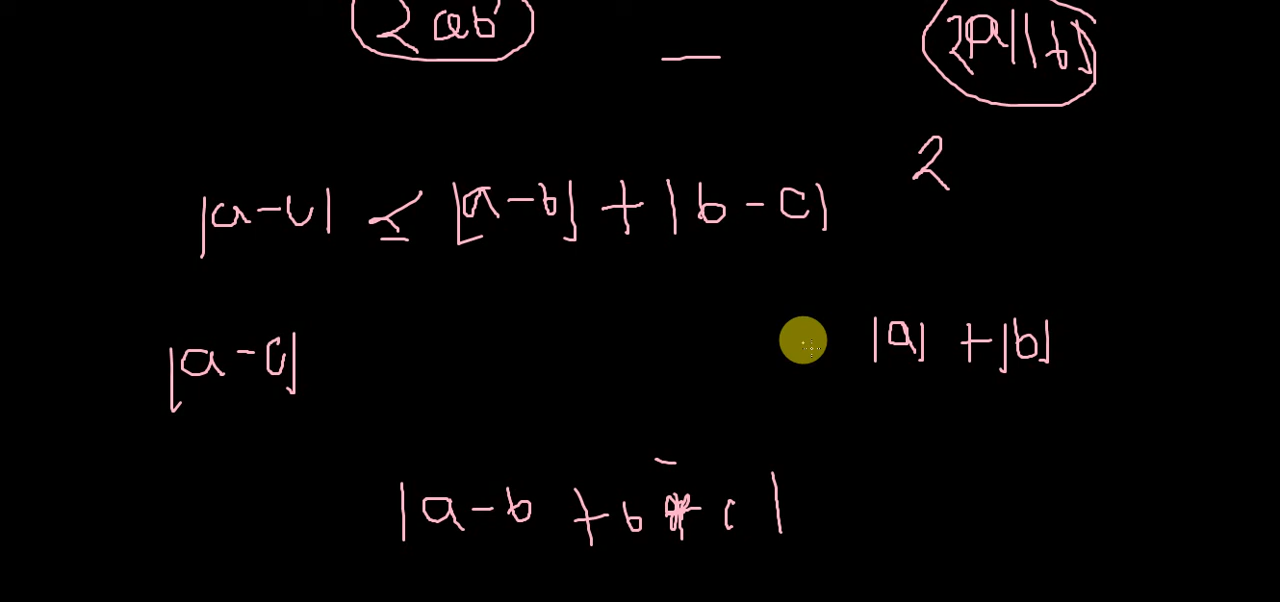 2ab — 2|a||b|
2
|a-c| ≤ |a-b| + |b-c|
|a-c| |a| + |b|
|a-b + b - c|